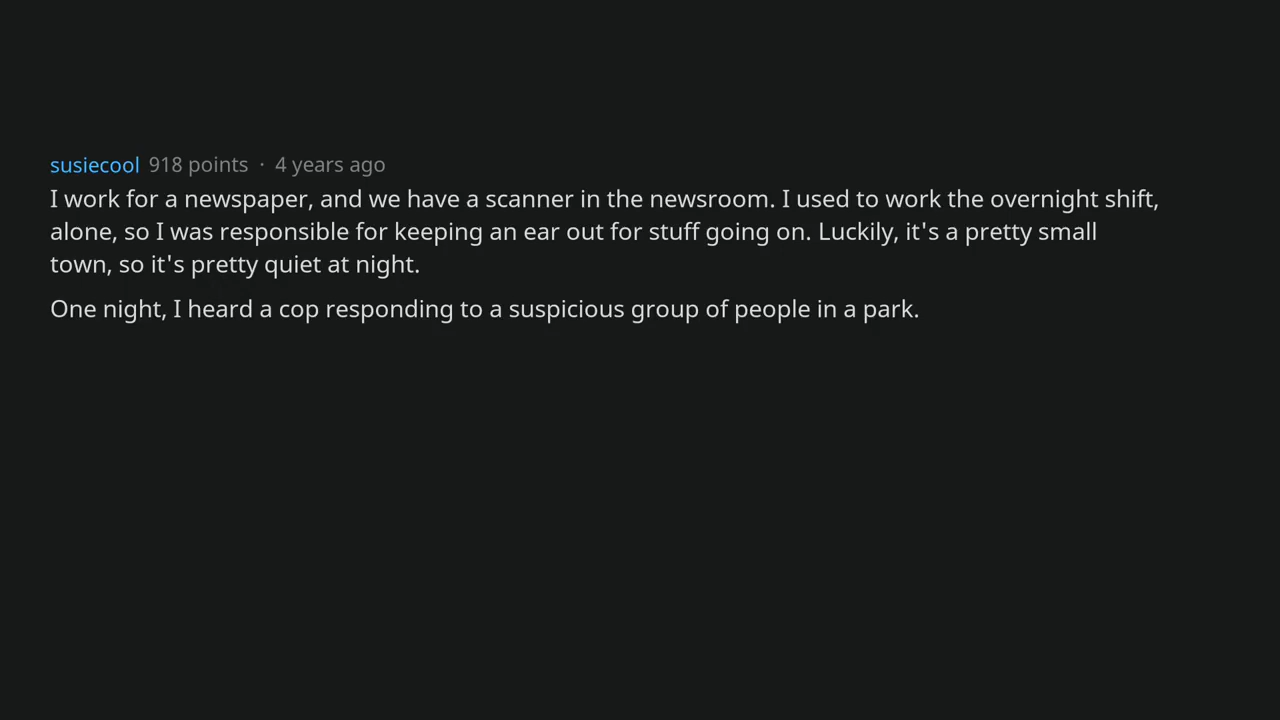 susiecool 918 points · 4 years ago
I work for a newspaper, and we have a scanner in the newsroom. I used to work the overnight shift,
alone, so I was responsible for keeping an ear out for stuff going on. Luckily, it's a pretty small
town, so it's pretty quiet at night.
One night, I heard a cop responding to a suspicious group of people in a park.